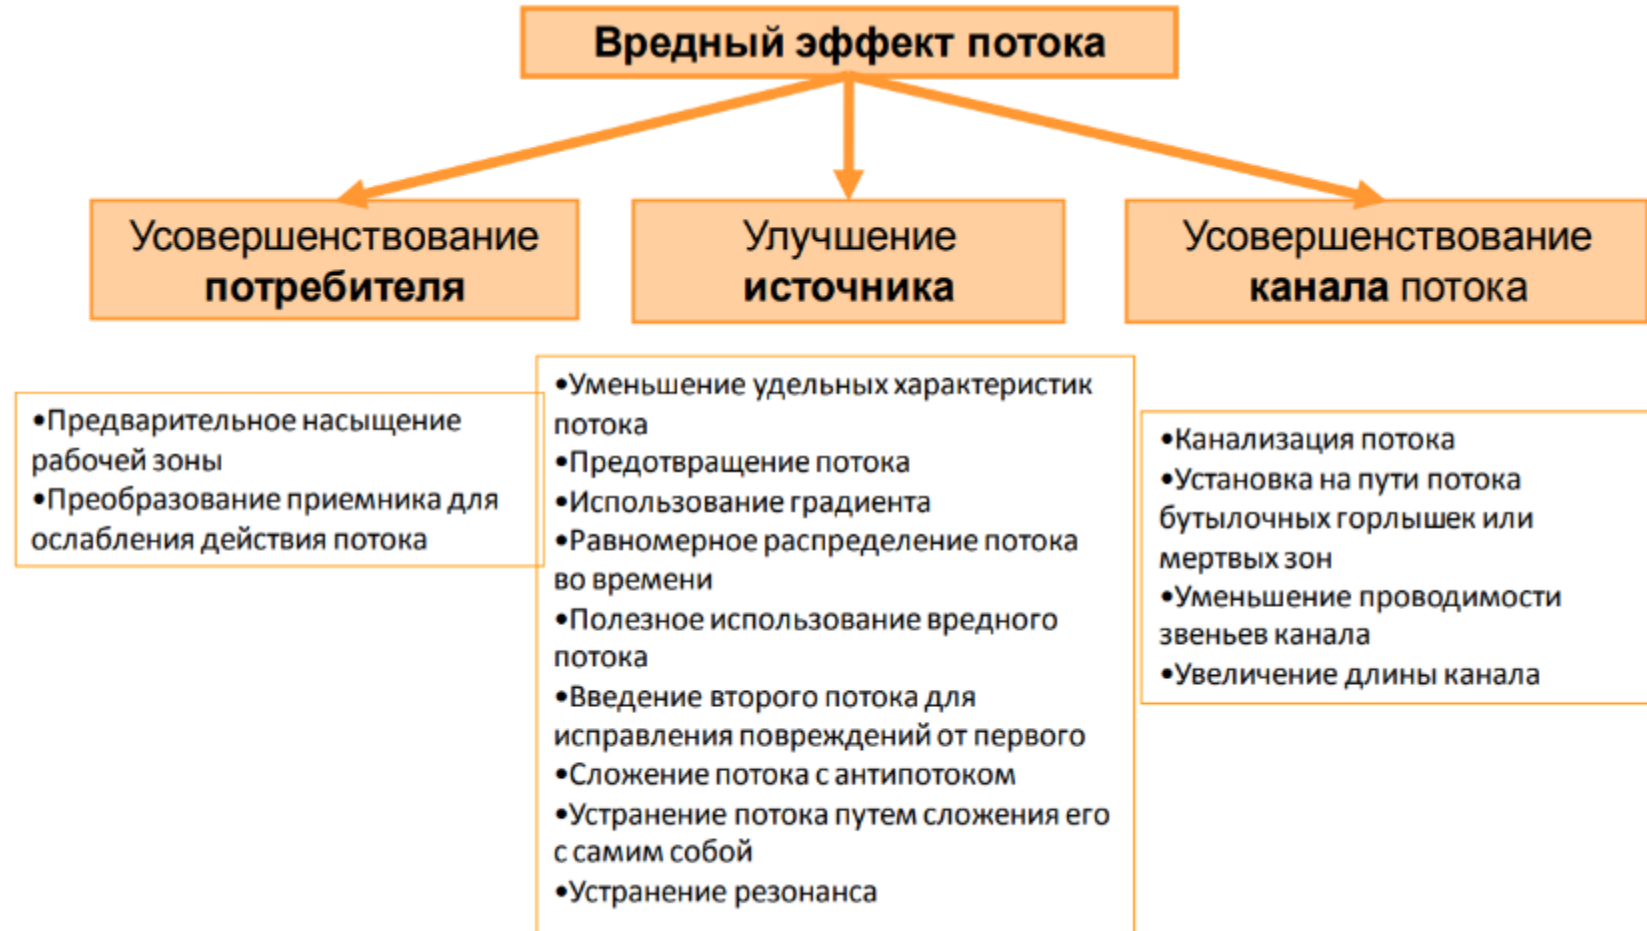 Вредный эффект потока
Усовершенствование
потребителя
Улучшение
источника
Усовершенствование
канала потока
•Предварительное насыщение
рабочей зоны
•Преобразование приемника для
ослабления действия потока
•Уменьшение удельных характеристик
потока
•Предотвращение потока
•Использование градиента
•Равномерное распределение потока
во времени
•Полезное использование вредного
потока
•Введение второго потока для
исправления повреждений от первого
•Сложение потока с антипотоком
•Устранение потока путем сложения его
с самим собой
•Устранение резонанса
•Канализация потока
•Установка на пути потока
бутылочных горлышек или
мертвых зон
•Уменьшение проводимости
звеньев канала
•Увеличение длины канала